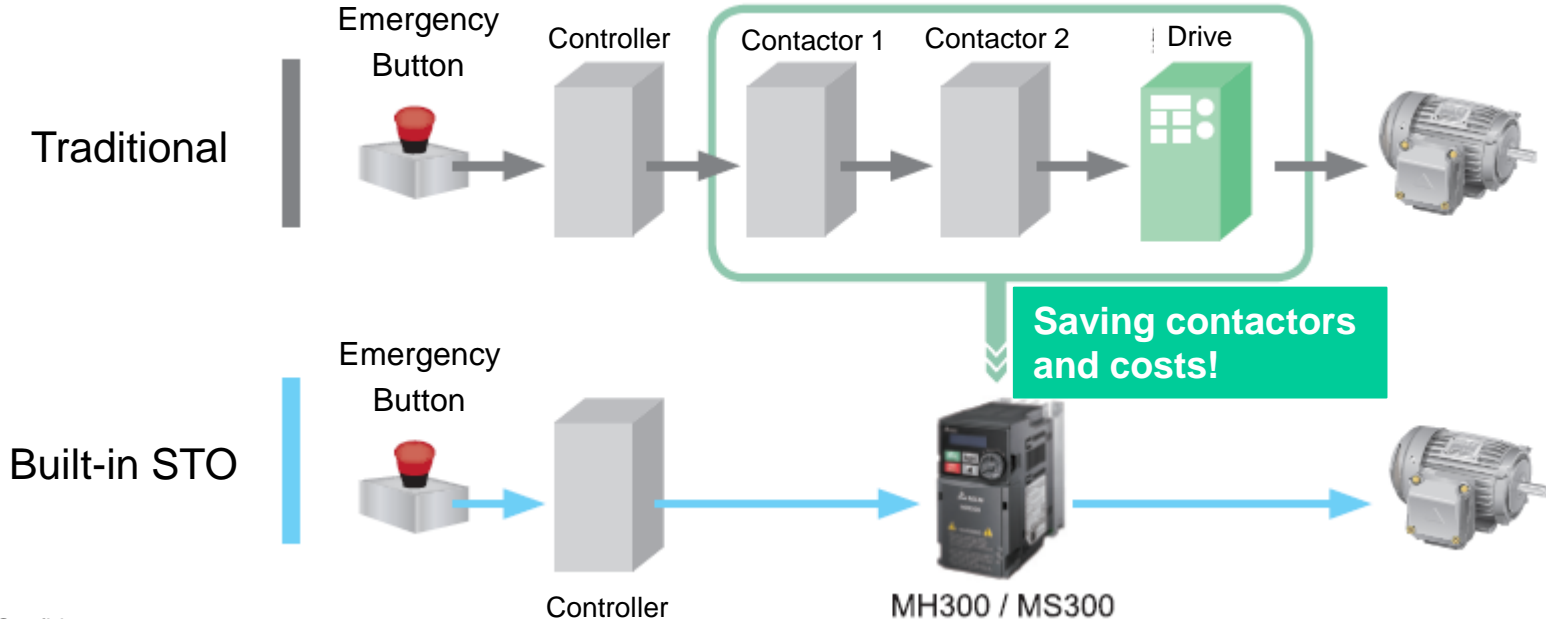 Emergency
Button
Controller
Contactor 1
Contactor 2
Drive
Traditional
Saving contactors
and costs!
Emergency
Button
Built-in STO
Controller
MH300 / MS300